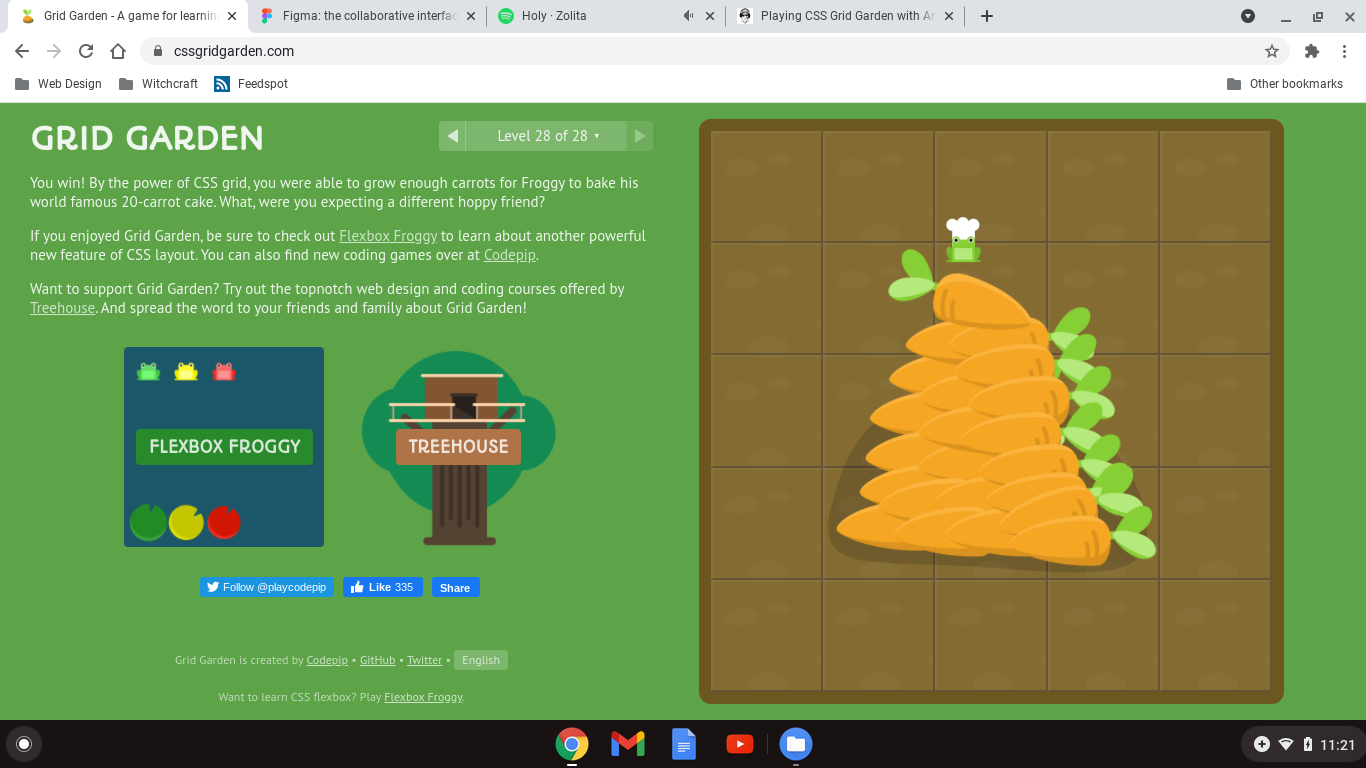 Grid Garden - A game for learnin
Figma: the collaborative interfac
Holy · Zolita
Playing CSS Grid Garden with Ar
cssgridgarden.com
Web Design
Witchcraft
Feedspot
Other bookmarks
GRID GARDEN
Level 28 of 28
You win! By the power of CSS grid, you were able to grow enough carrots for Froggy to bake his
world famous 20-carrot cake. What, were you expecting a different hoppy friend?
If you enjoyed Grid Garden, be sure to check out Flexbox Froggy to learn about another powerful
new feature of CSS layout. You can also find new coding games over at Codepip.
Want to support Grid Garden? Try out the topnotch web design and coding courses offered by
Treehouse. And spread the word to your friends and family about Grid Garden!
FLEXBOX FROGGY
TREEHOUSE
Follow @playcodepip
Like 335
Share
Grid Garden is created by Codepip • GitHub • Twitter • English
Want to learn CSS flexbox? Play Flexbox Froggy.
11:21